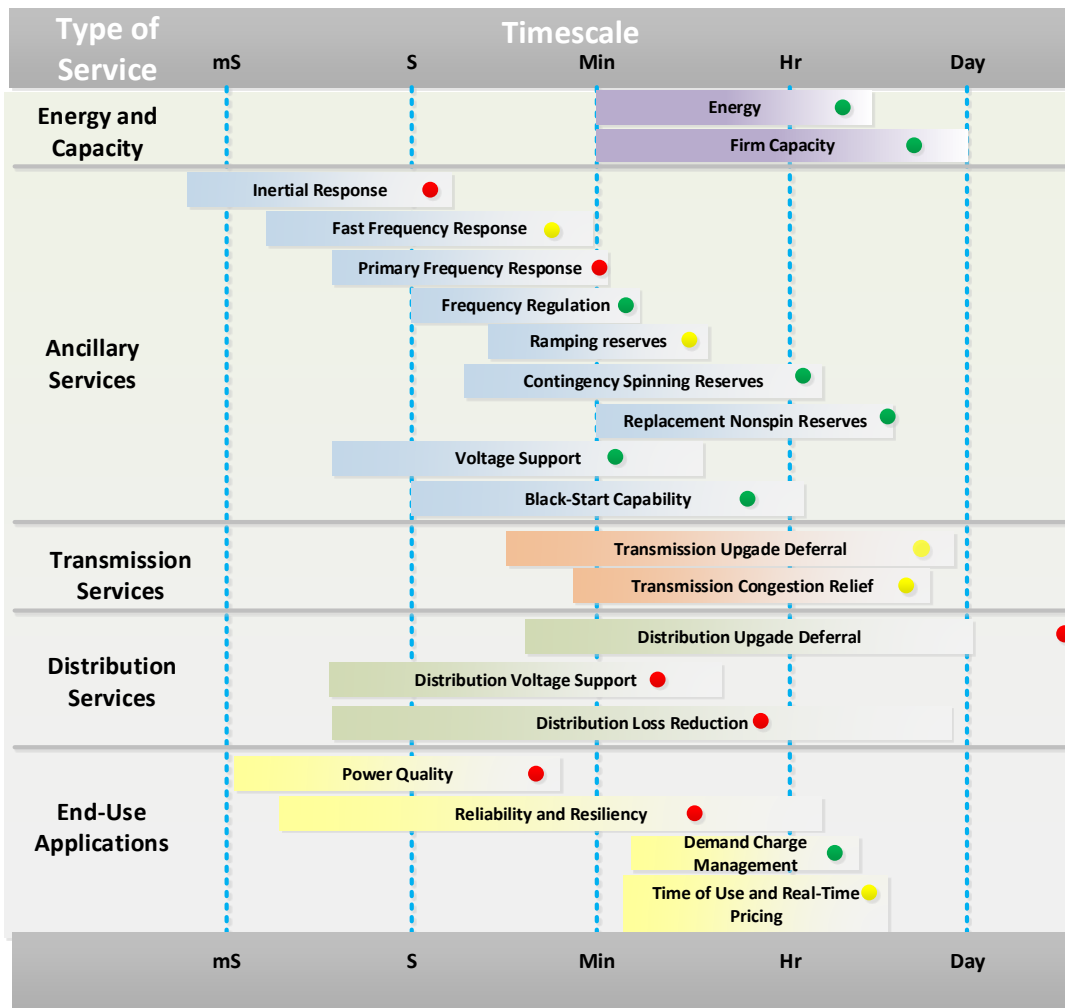 Type of
Service
Timescale
mS S Min Hr Day
Energy and
Capacity
Energy
Firm Capacity
Ancillary
Services
Inertial Response
Fast Frequency Response
Primary Frequency Response
Frequency Regulation
Ramping reserves
Contingency Spinning Reserves
Replacement Nonspin Reserves
Voltage Support
Black-Start Capability
Transmission
Services
Transmission Upgade Deferral
Transmission Congestion Relief
Distribution
Services
Distribution Upgade Deferral
Distribution Voltage Support
Distribution Loss Reduction
End-Use
Applications
Power Quality
Reliability and Resiliency
Demand Charge
Management
Time of Use and Real-Time
Pricing
mS S Min Hr Day